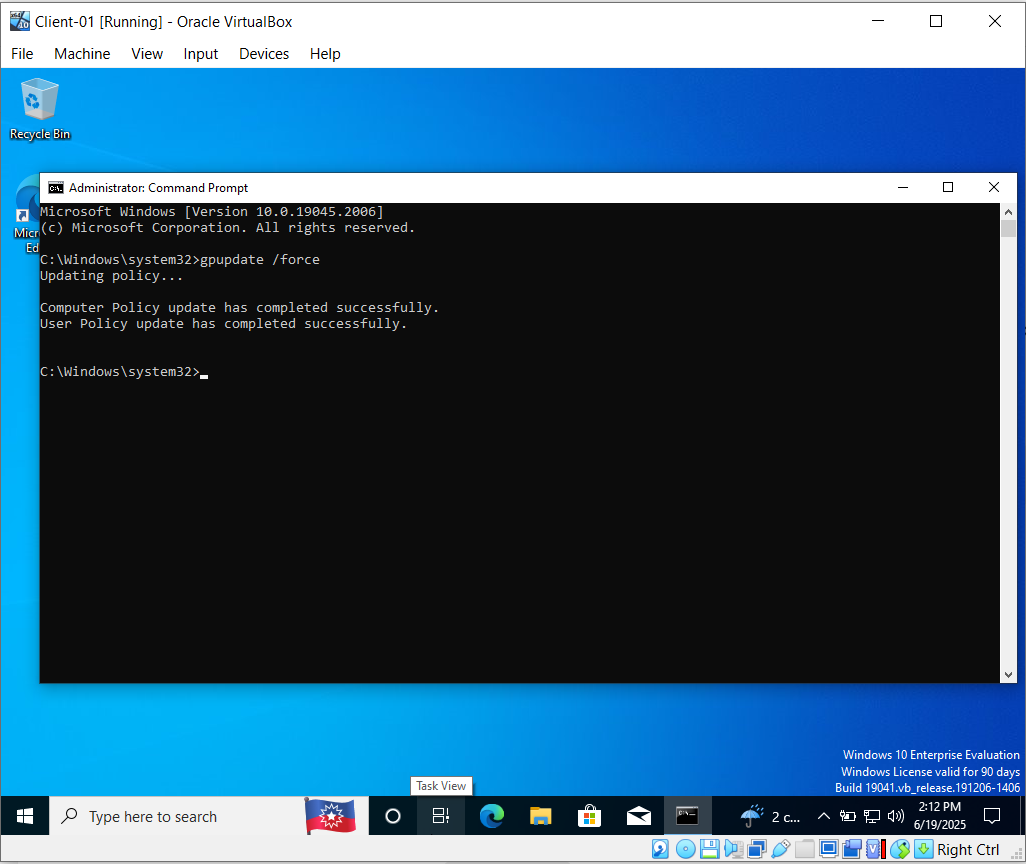 Client-01 [Running] - Oracle VirtualBox
File Machine View Input Devices Help
Recycle Bin
Administrator: Command Prompt
Micr
Ed
Microsoft Windows [Version 10.0.19045.2006]
(c) Microsoft Corporation. All rights reserved.
C:\Windows\system32>gpupdate /force
Updating policy...
Computer Policy update has completed successfully.
User Policy update has completed successfully.
C:\Windows\system32>
Windows 10 Enterprise Evaluation
Windows License valid for 90 days
Build 19041.vb_release.191206-1406
Task View
Type here to search
2 c...
2:12 PM
6/19/2025
Right Ctrl